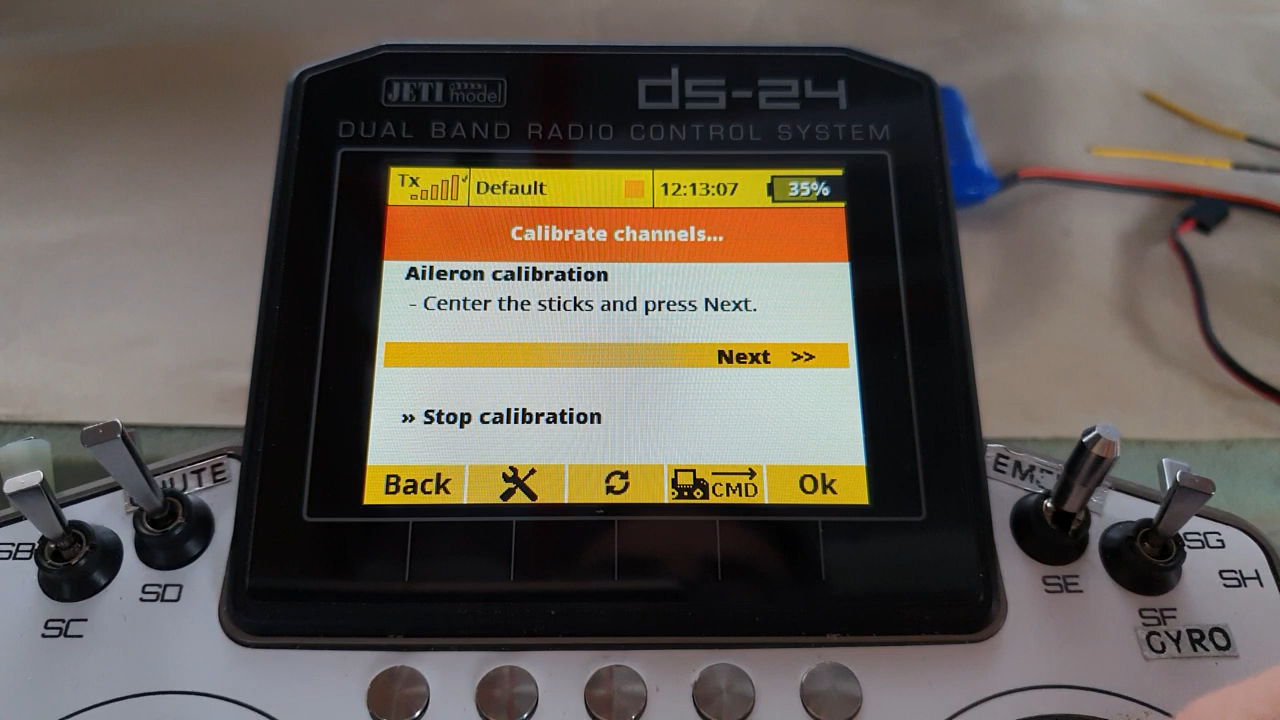 JETI model
ds-24
DUAL BAND RADIO CONTROL SYSTEM
Tx Default 12:13:07 35%
Calibrate channels...
Aileron calibration
- Center the sticks and press Next.
Next >>
» Stop calibration
Back CMD Ok
SB
SD
SC
SE
SG
SH
SF
GYRO